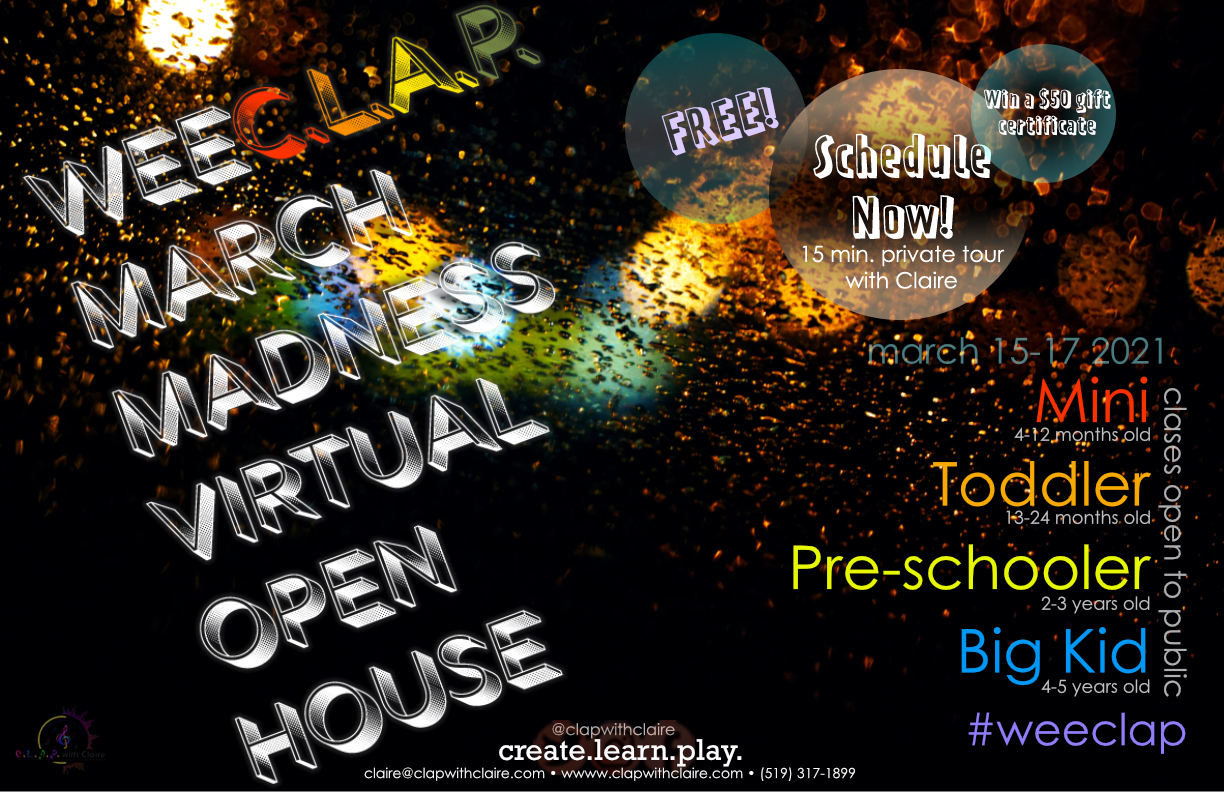 WEE C.L.A.P.
MARCH
MADNESS
VIRTUAL
OPEN
HOUSE
FREE!
Win a $50 gift
certificate
Schedule
Now!
15 min. private tour
with Claire
march 15-17 2021
Mini
4-12 months old
Toddler
13-24 months old
Pre-schooler
2-3 years old
Big Kid
4-5 years old
clases open to public
#weeclap
@clapwithclaire
create.learn.play.
claire@clapwithclaire.com • wwww.clapwithclaire.com • (519) 317-1899
c.l.a.p. with Claire